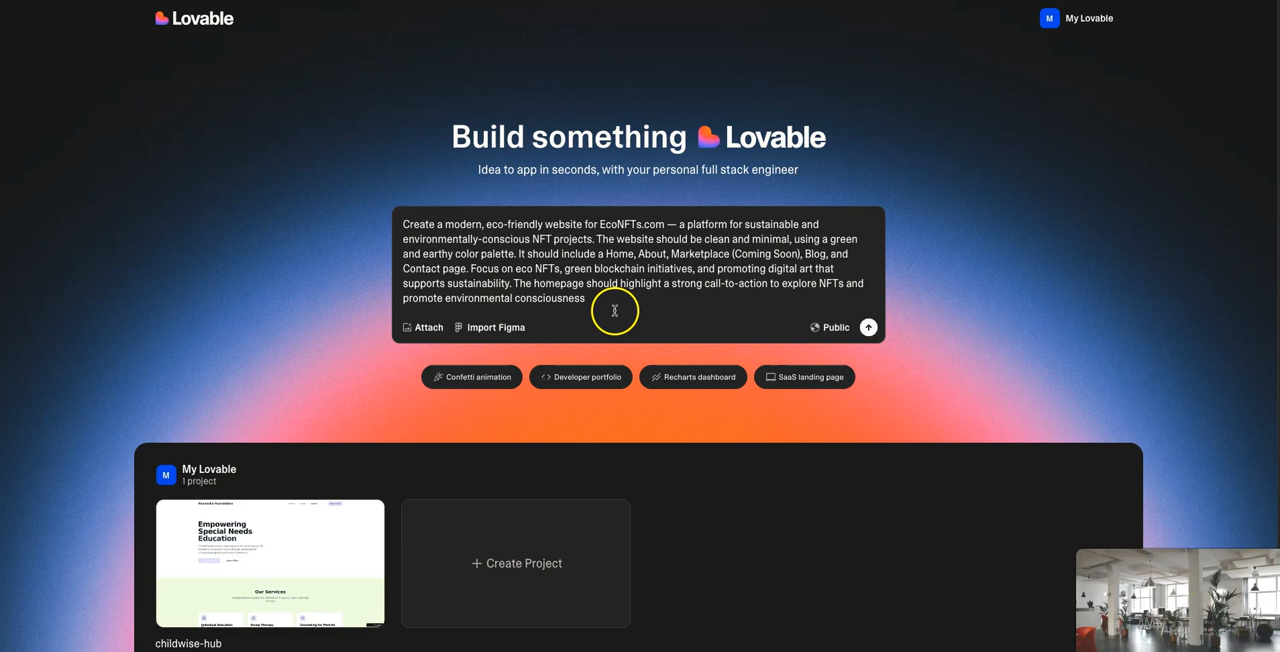 Lovable
M My Lovable
Build something Lovable
Idea to app in seconds, with your personal full stack engineer
Create a modern, eco-friendly website for EcoNFTs.com — a platform for sustainable and
environmentally-conscious NFT projects. The website should be clean and minimal, using a green
and earthy color palette. It should include a Home, About, Marketplace (Coming Soon), Blog, and
Contact page. Focus on eco NFTs, green blockchain initiatives, and promoting digital art that
supports sustainability. The homepage should highlight a strong call-to-action to explore NFTs and
promote environmental consciousness
Attach Import Figma Public
Confetti animation Developer portfolio Recharts dashboard SaaS landing page
M My Lovable
1 project
Empowering
Special Needs
Education
Our Services
+ Create Project
childwise-hub